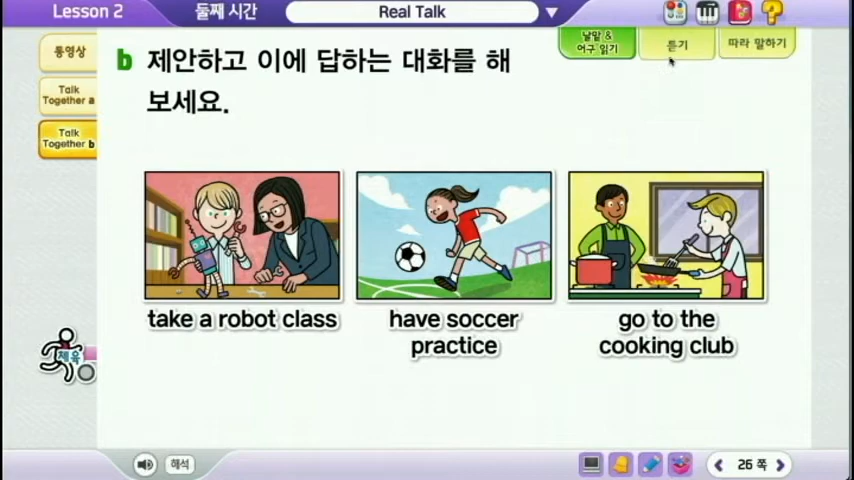 Lesson 2
둘째 시간
Real Talk
동영상
Talk
Together a
Talk
Together b
낱말 &
어구 읽기
듣기
따라 말하기
b 제안하고 이에 답하는 대화를 해
보세요.
take a robot class
have soccer
practice
go to the
cooking club
체육
해석
26 쪽